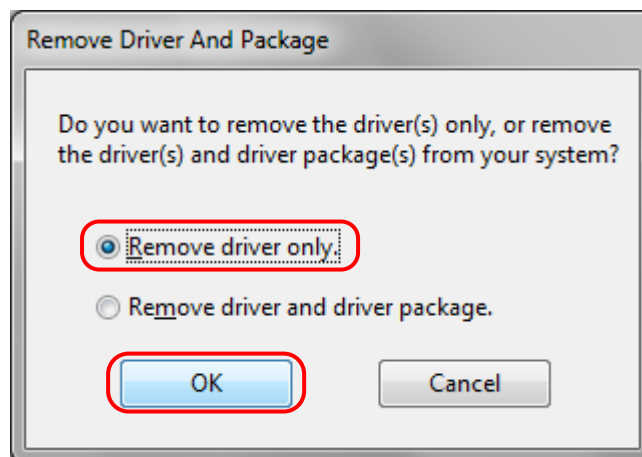 Remove Driver And Package
Do you want to remove the driver(s) only, or remove
the driver(s) and driver package(s) from your system?
Remove driver only.
Remove driver and driver package.
OK
Cancel